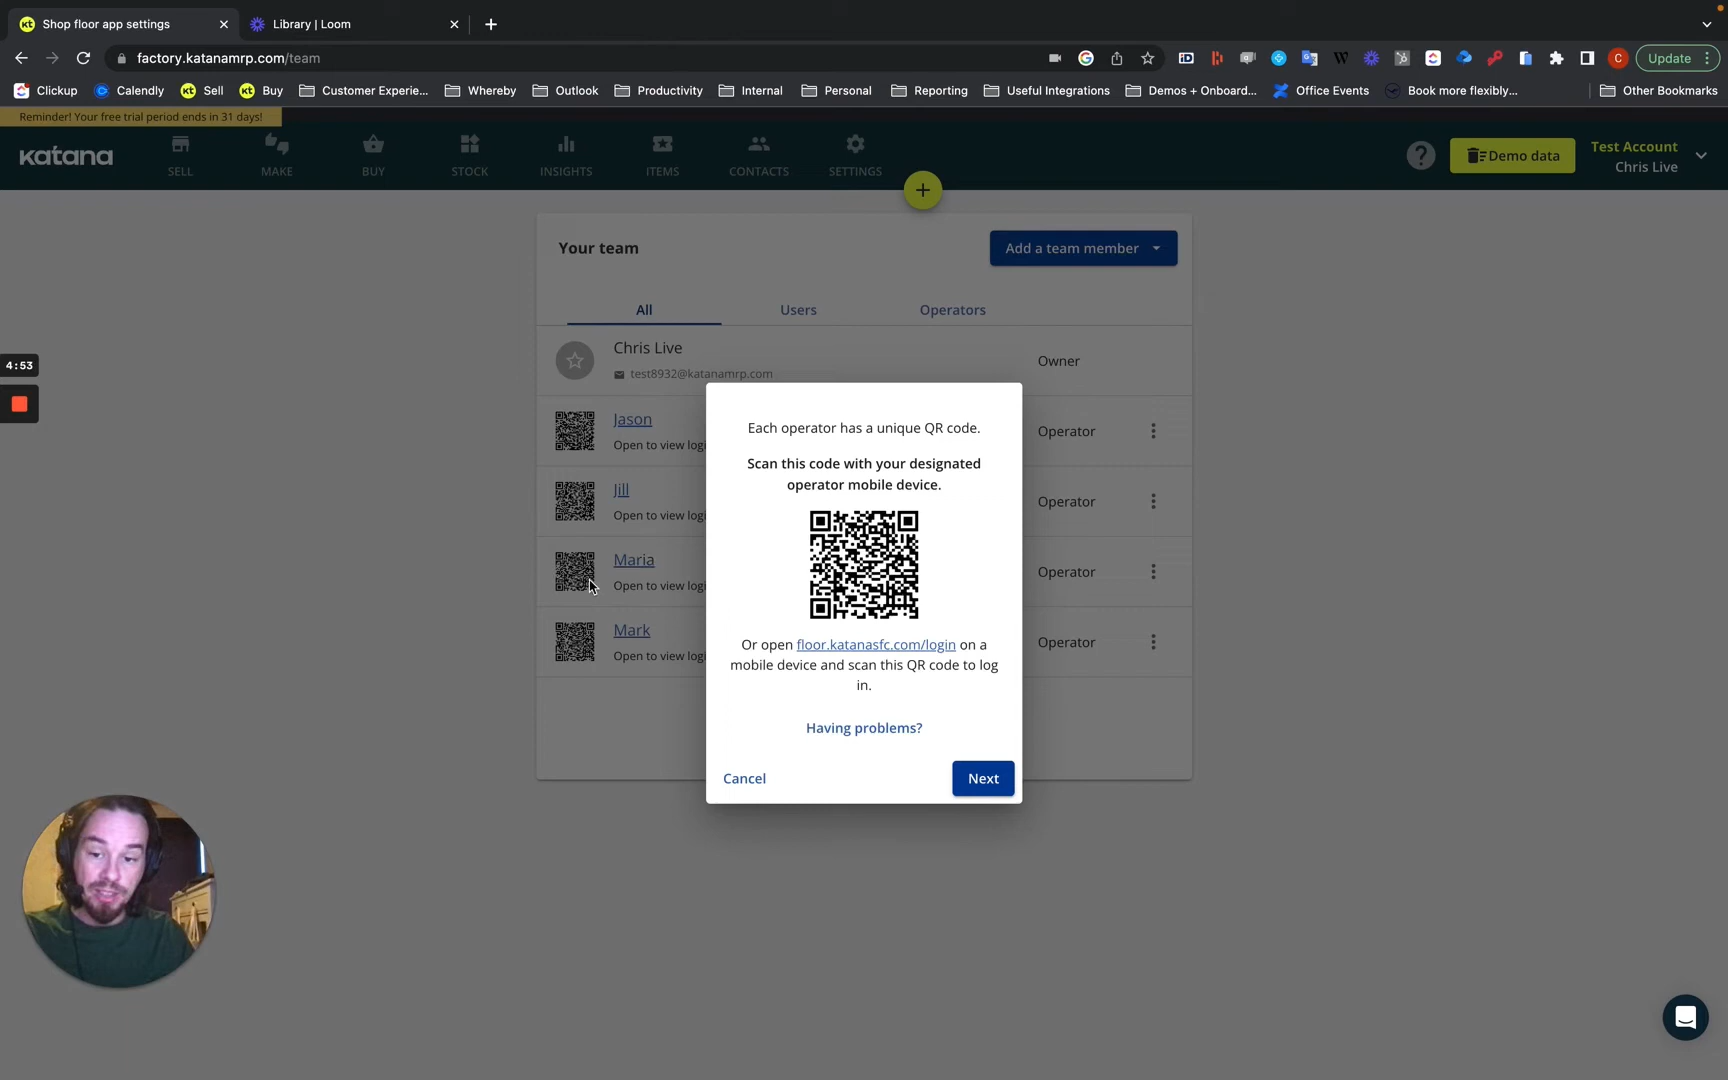 Shop floor app settings
Library | Loom
factory.katanamrp.com/team
Update
Clickup
Calendly
Sell
Buy
Customer Experie...
Whereby
Outlook
Productivity
Internal
Personal
Reporting
Useful Integrations
Demos + Onboard...
Office Events
Book more flexibly...
Other Bookmarks
Reminder! Your free trial period ends in 31 days!
katana
SELL
MAKE
BUY
STOCK
INSIGHTS
ITEMS
CONTACTS
SETTINGS
Demo data
Test Account
Chris Live
Your team
Add a team member
All
Users
Operators
Chris Live
test8932@katanamrp.com
Owner
4:53
Jason
Open to view logi
Operator
Jill
Open to view logi
Operator
Maria
Open to view logi
Operator
Mark
Open to view logi
Operator
Each operator has a unique QR code.
Scan this code with your designated
operator mobile device.
Or open floor.katanasfc.com/login on a
mobile device and scan this QR code to log
in.
Having problems?
Cancel
Next